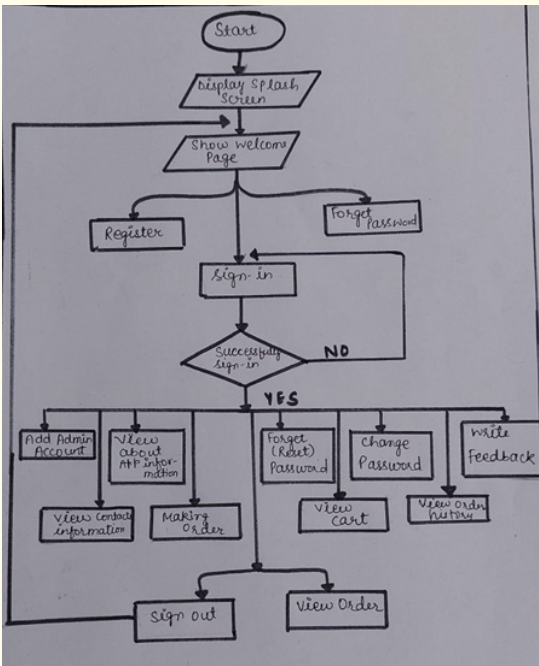 Start
Display Splash
Screen
Show Welcome
Page
Register
Forget
Password
Sign-in
Successfully
Sign-in
NO
YES
Add Admin
Account
View
about
APP infor-
mation
Forget
(Reset)
Password
Change
Password
Write
Feedback
View Contact
information
Making
Order
View
Cart
View Order
history
Sign out
View Order